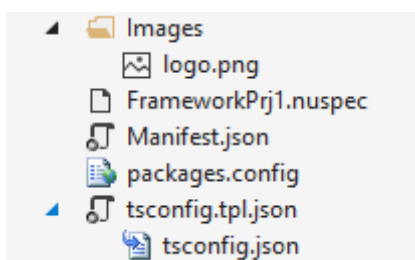 Images
logo.png
FrameworkPrj1.nuspec
Manifest.json
packages.config
tsconfig.tpl.json
tsconfig.json